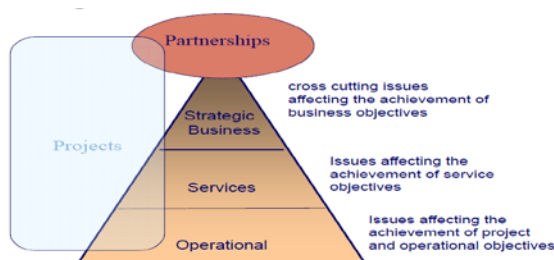 Partnerships
cross cutting issues
affecting the achievement of
business objectives
Strategic
Business
Projects
Issues affecting the
achievement of service
objectives
Services
Issues affecting the
achievement of project
and operational objectives
Operational